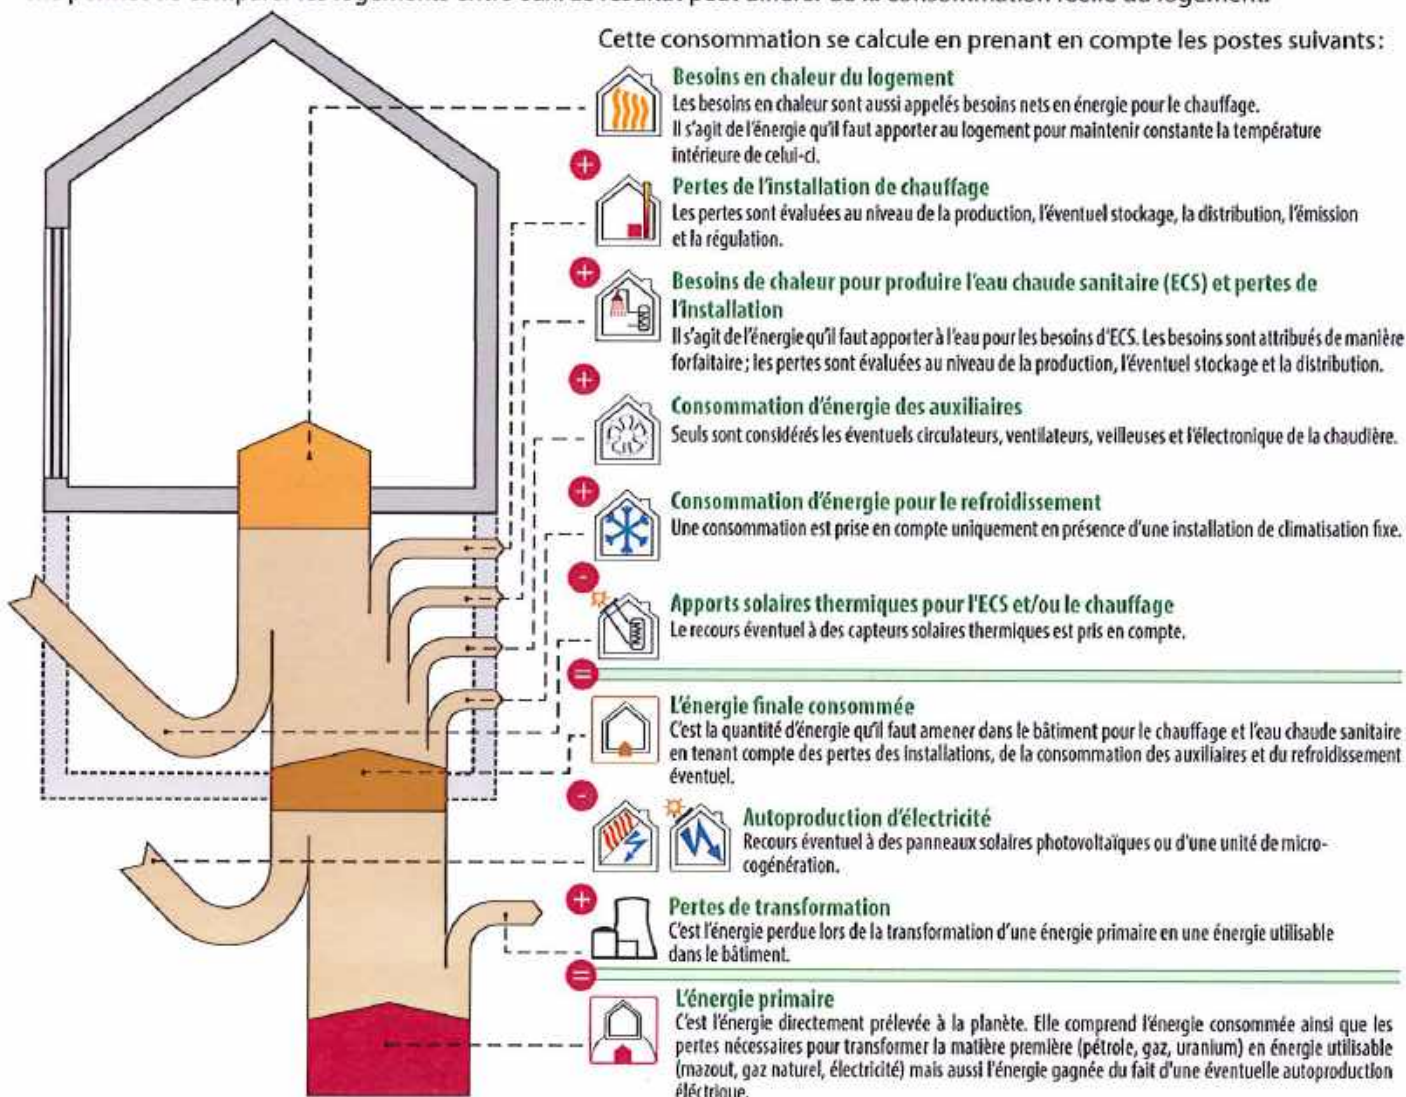 Cette consommation se calcule en prenant en compte les postes suivants :
Besoins en chaleur du logement
Les besoins en chaleur sont aussi appelés besoins nets en énergie pour le chauffage.
Il s'agit de l'énergie qu'il faut apporter au logement pour maintenir constante la température
intérieure de celui-ci.
+
Pertes de l'installation de chauffage
Les pertes sont évaluées au niveau de la production, l'éventuel stockage, la distribution, l'émission
et la régulation.
+
Besoins de chaleur pour produire l'eau chaude sanitaire (ECS) et pertes de
l'installation
Il s'agit de l'énergie qu'il faut apporter à l'eau pour les besoins d'ECS. Les besoins sont attribués de manière
forfaitaire ; les pertes sont évaluées au niveau de la production, l'éventuel stockage et la distribution.
+
Consommation d'énergie des auxiliaires
Seuls sont considérés les éventuels circulateurs, ventilateurs, veilleuses et l'électronique de la chaudière.
+
Consommation d'énergie pour le refroidissement
Une consommation est prise en compte uniquement en présence d'une installation de climatisation fixe.
-
Apports solaires thermiques pour l'ECS et/ou le chauffage
Le recours éventuel à des capteurs solaires thermiques est pris en compte.
=
L'énergie finale consommée
C'est la quantité d'énergie qu'il faut amener dans le bâtiment pour le chauffage et l'eau chaude sanitaire
en tenant compte des pertes des installations, de la consommation des auxiliaires et du refroidissement
éventuel.
-
Autoproduction d'électricité
Recours éventuel à des panneaux solaires photovoltaïques ou d'une unité de micro-
cogénération.
+
Pertes de transformation
C'est l'énergie perdue lors de la transformation d'une énergie primaire en une énergie utilisable
dans le bâtiment.
=
L'énergie primaire
C'est l'énergie directement prélevée à la planète. Elle comprend l'énergie consommée ainsi que les
pertes nécessaires pour transformer la matière première (pétrole, gaz, uranium) en énergie utilisable
(mazout, gaz naturel, électricité) mais aussi l'énergie gagnée du fait d'une éventuelle autoproduction
éléctrique.